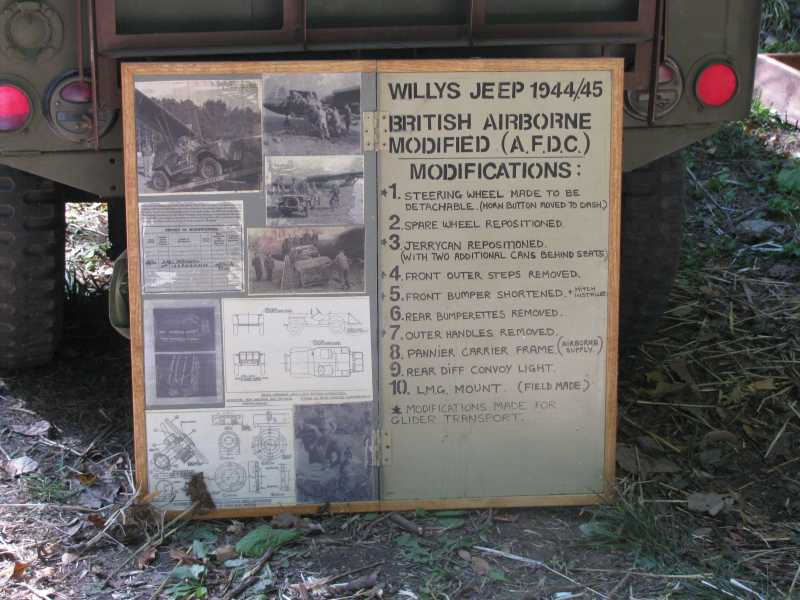 WILLYS JEEP 1944/45
BRITISH AIRBORNE
MODIFIED (A.F.D.C.)
MODIFICATIONS:
*1. STEERING WHEEL MADE TO BE
DETACHABLE. (HORN BUTTON MOVED TO DASH.)
2. SPARE WHEEL REPOSITIONED.
*3. JERRYCAN REPOSITIONED.
(WITH TWO ADDITIONAL CANS BEHIND SEATS)
*4. FRONT OUTER STEPS REMOVED.
*5. FRONT BUMPER SHORTENED. + HITCH
INSTALLED
*6. REAR BUMPERETTES REMOVED.
*7. OUTER HANDLES REMOVED.
8. PANNIER CARRIER FRAME (AIRBORNE
SUPPLY.)
9. REAR DIFF CONVOY LIGHT.
10. L.M.G. MOUNT. (FIELD MADE)
* MODIFICATIONS MADE FOR
GLIDER TRANSPORT.